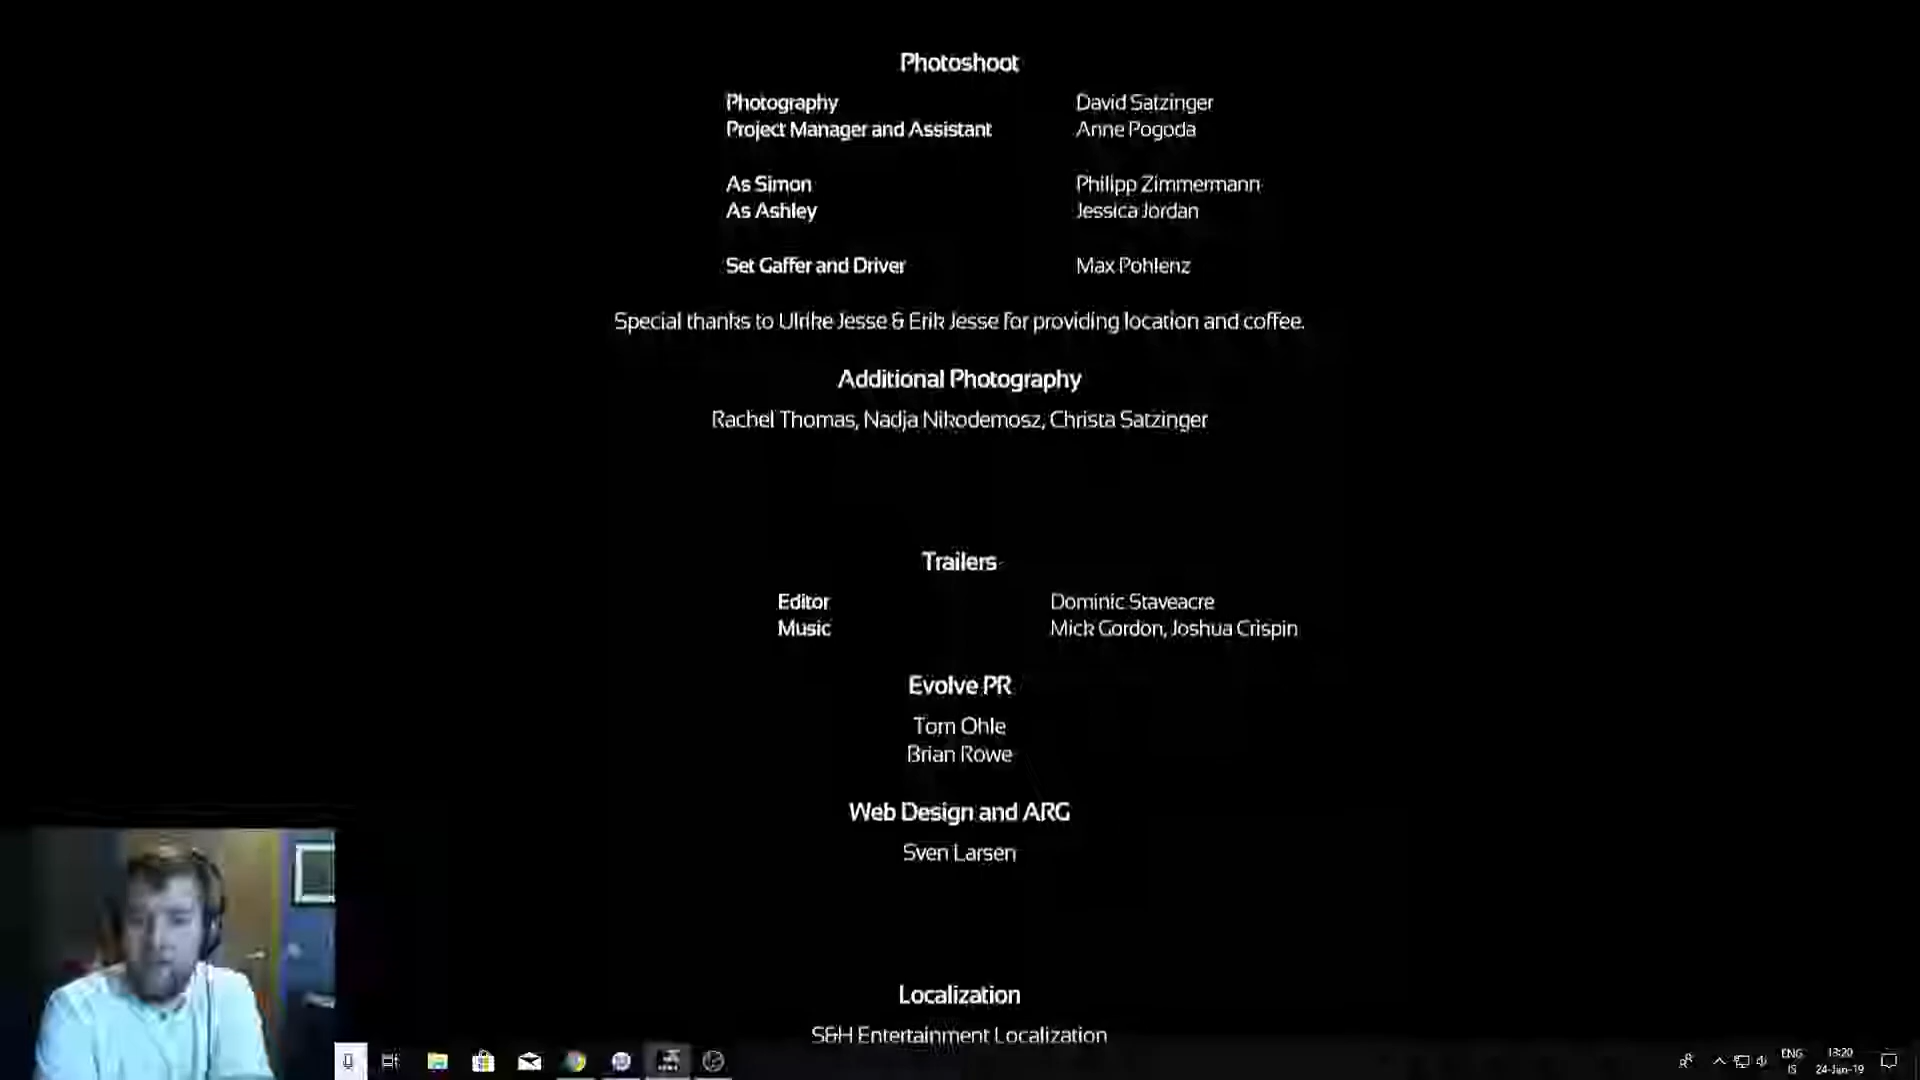 Photoshoot
Photography David Satzinger
Project Manager and Assistant Anne Pogoda
As Simon Philipp Zimmermann
As Ashley Jessica Jordan
Set Gaffer and Driver Max Pohlenz
Special thanks to Ulrike Jesse & Erik Jesse for providing location and coffee.
Additional Photography
Rachel Thomas, Nadja Nikodemosz, Christa Satzinger
Trailers
Editor Dominic Staveacre
Music Mick Gordon, Joshua Crispin
Evolve PR
Tom Ohle
Brian Rowe
Web Design and ARG
Sven Larsen
Localization
S&H Entertainment Localization
ENG 13:20
IS 24-Jan-19